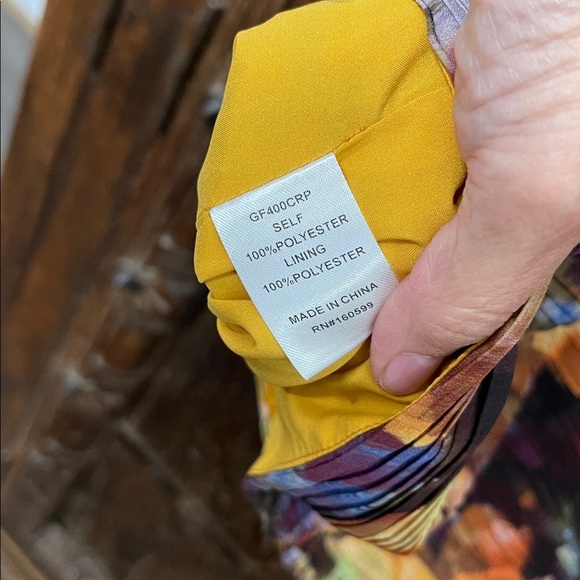 GF400CRP
SELF
100%POLYESTER
LINING
100%POLYESTER
MADE IN CHINA
RN#160599